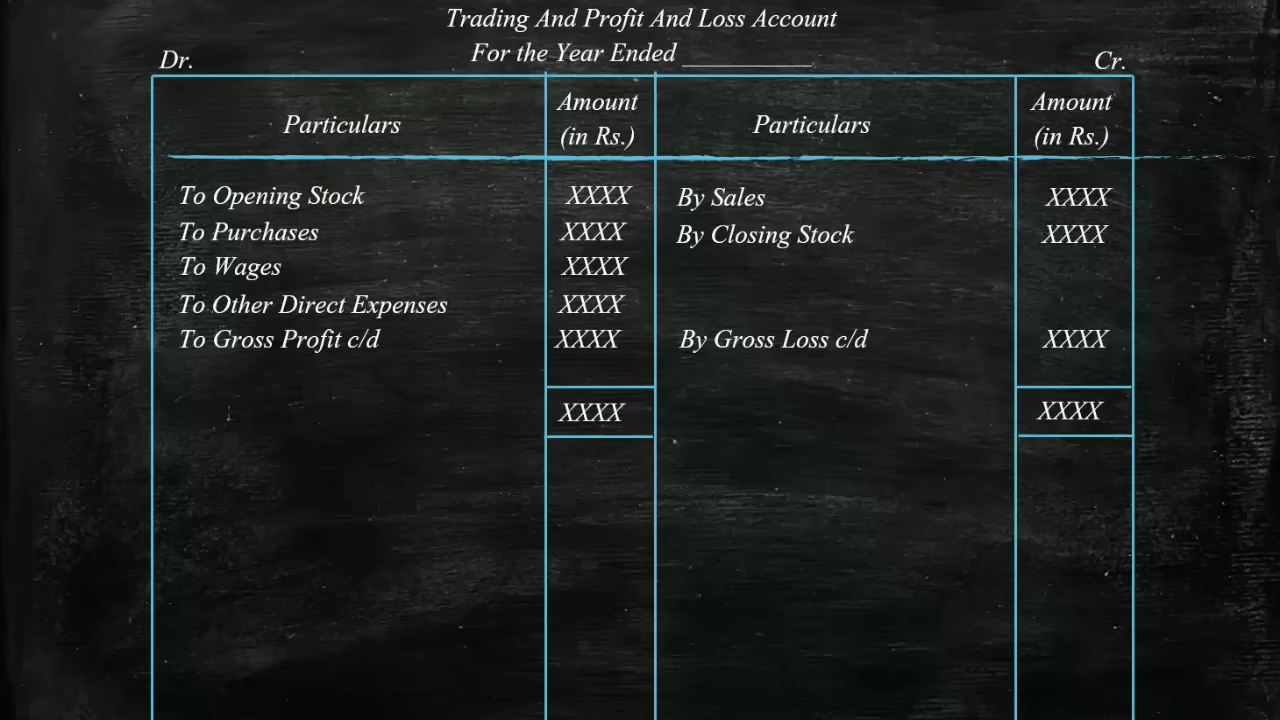 Trading And Profit And Loss Account
For the Year Ended __________
Dr. Cr.
Particulars Amount (in Rs.) Particulars Amount (in Rs.)
To Opening Stock XXXX By Sales XXXX
To Purchases XXXX By Closing Stock XXXX
To Wages XXXX
To Other Direct Expenses XXXX
To Gross Profit c/d XXXX By Gross Loss c/d XXXX
XXXX XXXX